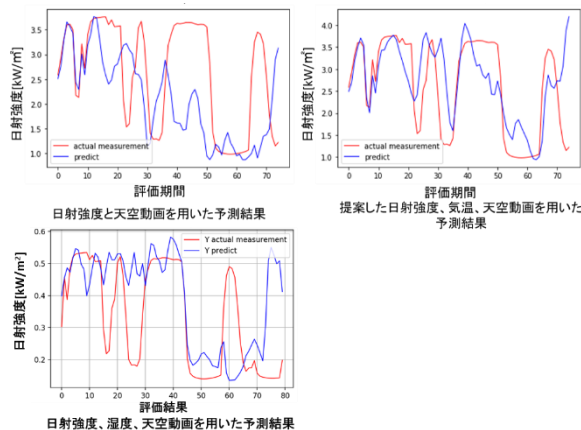 日射強度[kW/m²]
3.5
3.0
2.5
2.0
1.5
1.0
actual measurement
predict
0 10 20 30 40 50 60 70
評価期間
日射強度と天空動画を用いた予測結果
日射強度[kW/m²]
4.0
3.5
3.0
2.5
2.0
1.5
1.0
actual measurement
predict
0 10 20 30 40 50 60 70
評価期間
提案した日射強度、気温、天空動画を用いた
予測結果
日射強度[kW/m²]
0.6
0.5
0.4
0.3
0.2
Y actual measurement
Y predict
0 10 20 30 40 50 60 70 80
評価結果
日射強度、湿度、天空動画を用いた予測結果